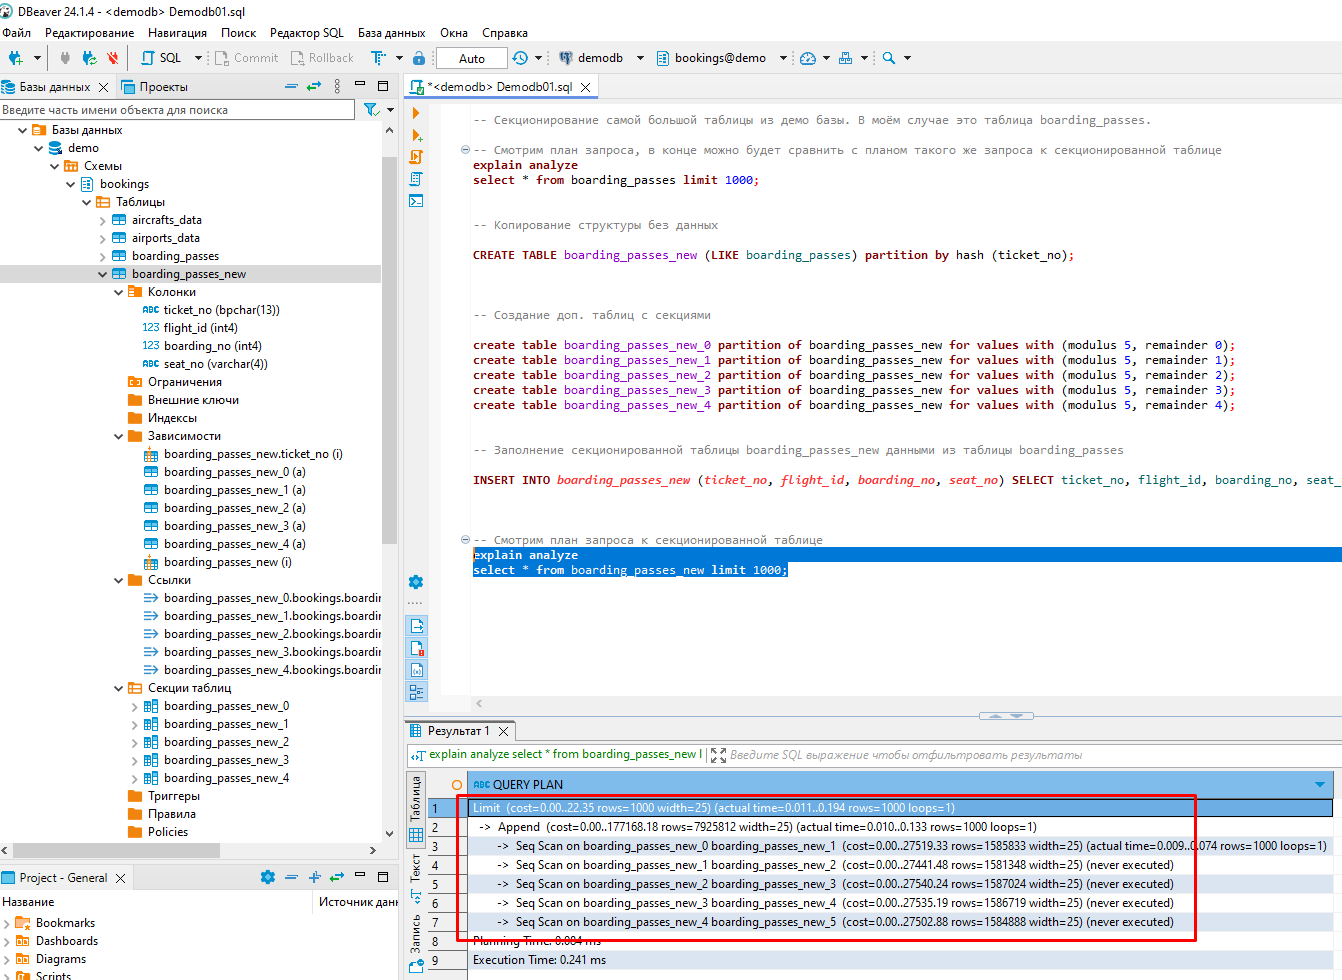 DBeaver 24.1.4 - <demodb> Demodb01.sql
Файл Редактирование Навигация Поиск Редактор SQL База данных Окна Справка
SQL Commit Rollback Auto demodb bookings@demo
Базы данных Проекты
Введите часть имени объекта для поиска
Базы данных
demo
Схемы
bookings
Таблицы
aircrafts_data
airports_data
boarding_passes
boarding_passes_new
Колонки
ABC ticket_no (bpchar(13))
123 flight_id (int4)
123 boarding_no (int4)
ABC seat_no (varchar(4))
Ограничения
Внешние ключи
Индексы
Зависимости
boarding_passes_new.ticket_no (i)
boarding_passes_new_0 (a)
boarding_passes_new_1 (a)
boarding_passes_new_2 (a)
boarding_passes_new_3 (a)
boarding_passes_new_4 (a)
boarding_passes_new (i)
Ссылки
boarding_passes_new_0.bookings.boardir
boarding_passes_new_1.bookings.boardir
boarding_passes_new_2.bookings.boardir
boarding_passes_new_3.bookings.boardir
boarding_passes_new_4.bookings.boardir
Секции таблиц
boarding_passes_new_0
boarding_passes_new_1
boarding_passes_new_2
boarding_passes_new_3
boarding_passes_new_4
Триггеры
Правила
Policies
Project - General
Название Источник дан
Bookmarks
Dashboards
Diagrams
Scripts
*<demodb> Demodb01.sql
-- Секционирование самой большой таблицы из демо базы. В моём случае это таблица boarding_passes.
-- Смотрим план запроса, в конце можно будет сравнить с планом такого же запроса к секционированной таблице
explain analyze
select * from boarding_passes limit 1000;
-- Копирование структуры без данных
CREATE TABLE boarding_passes_new (LIKE boarding_passes) partition by hash (ticket_no);
-- Создание доп. таблиц с секциями
create table boarding_passes_new_0 partition of boarding_passes_new for values with (modulus 5, remainder 0);
create table boarding_passes_new_1 partition of boarding_passes_new for values with (modulus 5, remainder 1);
create table boarding_passes_new_2 partition of boarding_passes_new for values with (modulus 5, remainder 2);
create table boarding_passes_new_3 partition of boarding_passes_new for values with (modulus 5, remainder 3);
create table boarding_passes_new_4 partition of boarding_passes_new for values with (modulus 5, remainder 4);
-- Заполнение секционированной таблицы boarding_passes_new данными из таблицы boarding_passes
INSERT INTO boarding_passes_new (ticket_no, flight_id, boarding_no, seat_no) SELECT ticket_no, flight_id, boarding_no, seat_
-- Смотрим план запроса к секционированной таблице
explain analyze
select * from boarding_passes_new limit 1000;
Результат 1
explain analyze select * from boarding_passes_new l Введите SQL выражение чтобы отфильтровать результаты
Таблица
Текст
Запись
ABC QUERY PLAN
1 Limit (cost=0.00..22.35 rows=1000 width=25) (actual time=0.011..0.194 rows=1000 loops=1)
2 -> Append (cost=0.00..177168.18 rows=7925812 width=25) (actual time=0.010..0.133 rows=1000 loops=1)
3 -> Seq Scan on boarding_passes_new_0 boarding_passes_new_1 (cost=0.00..27519.33 rows=1585833 width=25) (actual time=0.009..0.074 rows=1000 loops=1)
4 -> Seq Scan on boarding_passes_new_1 boarding_passes_new_2 (cost=0.00..27441.48 rows=1581348 width=25) (never executed)
5 -> Seq Scan on boarding_passes_new_2 boarding_passes_new_3 (cost=0.00..27540.24 rows=1587024 width=25) (never executed)
6 -> Seq Scan on boarding_passes_new_3 boarding_passes_new_4 (cost=0.00..27535.19 rows=1586719 width=25) (never executed)
7 -> Seq Scan on boarding_passes_new_4 boarding_passes_new_5 (cost=0.00..27502.88 rows=1584888 width=25) (never executed)
8 Planning Time: 0.084 ms
9 Execution Time: 0.241 ms